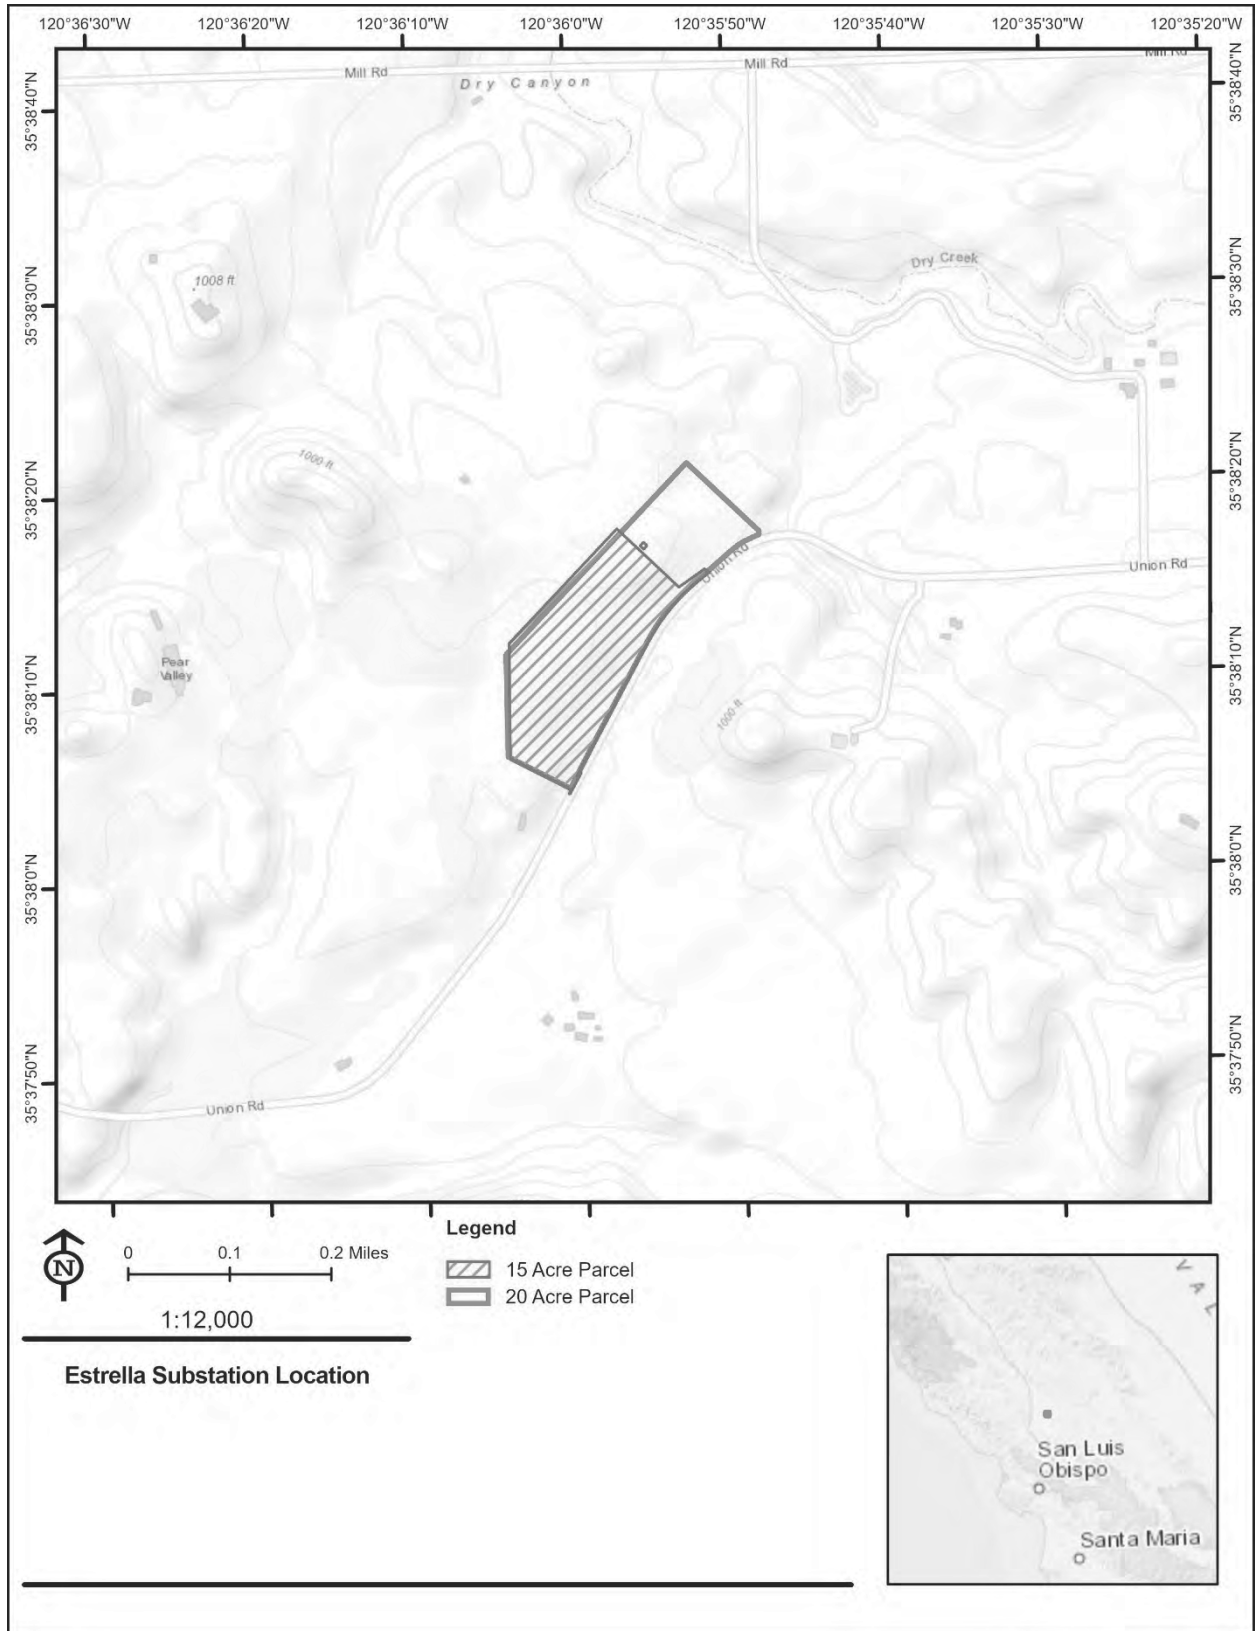 120°36'30"W 120°36'20"W 120°36'10"W 120°36'0"W 120°35'50"W 120°35'40"W 120°35'30"W 120°35'20"W
Mill Rd
Mill Rd
Mill Rd
Dry Canyon
35°38'40"N
35°38'40"N
Dry Creek
1008 ft
35°38'30"N
35°38'30"N
1000 ft
35°38'20"N
35°38'20"N
Union Rd
Union Rd
Pear
Valley
35°38'10"N
35°38'10"N
1000 ft
35°38'0"N
35°38'0"N
35°37'50"N
35°37'50"N
Union Rd
N
0 0.1 0.2 Miles
1:12,000
Legend
15 Acre Parcel
20 Acre Parcel
Estrella Substation Location
VAL
San Luis
Obispo
Santa Maria